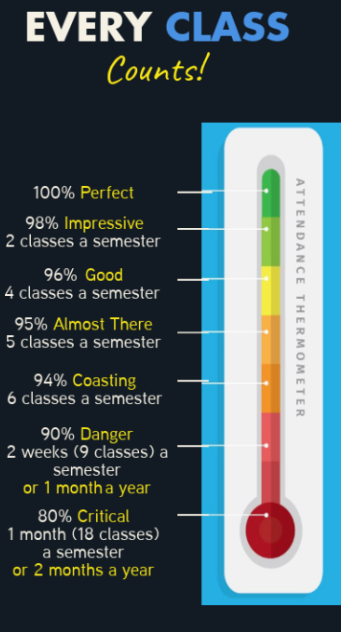 EVERY CLASS
Counts!
100% Perfect
98% Impressive
2 classes a semester
96% Good
4 classes a semester
95% Almost There
5 classes a semester
94% Coasting
6 classes a semester
90% Danger
2 weeks (9 classes) a
semester
or 1 month a year
80% Critical
1 month (18 classes)
a semester
or 2 months a year
ATTENDANCE THERMOMETER